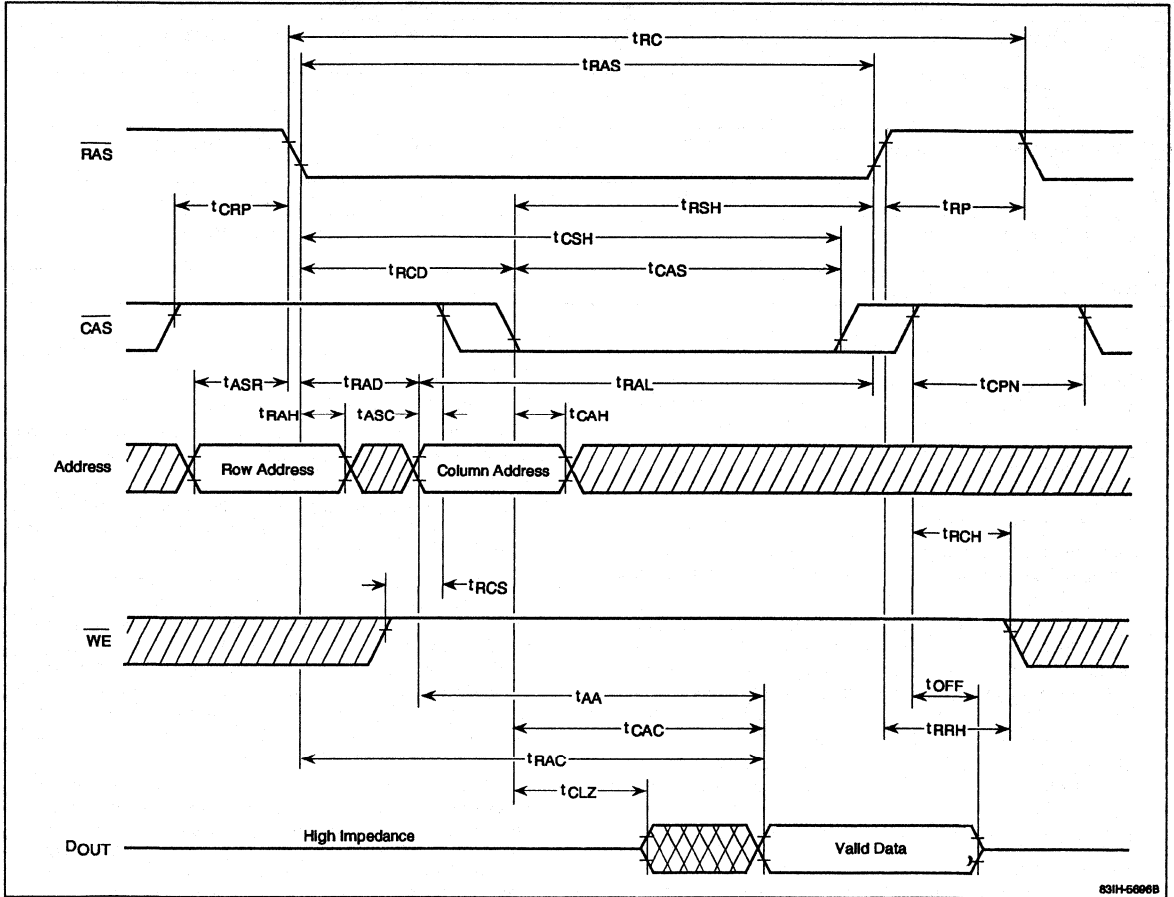 tRC
tRAS
RAS
tCRP
tRSH
tRP
tCSH
tRCD
tCAS
CAS
tASR
tRAD
tRAL
tCPN
tRAH
tASC
tCAH
Address
Row Address
Column Address
tRCH
tRCS
WE
tOFF
tAA
tCAC
tRRH
tRAC
tCLZ
High Impedance
DOUT
Valid Data
83IH-5696B